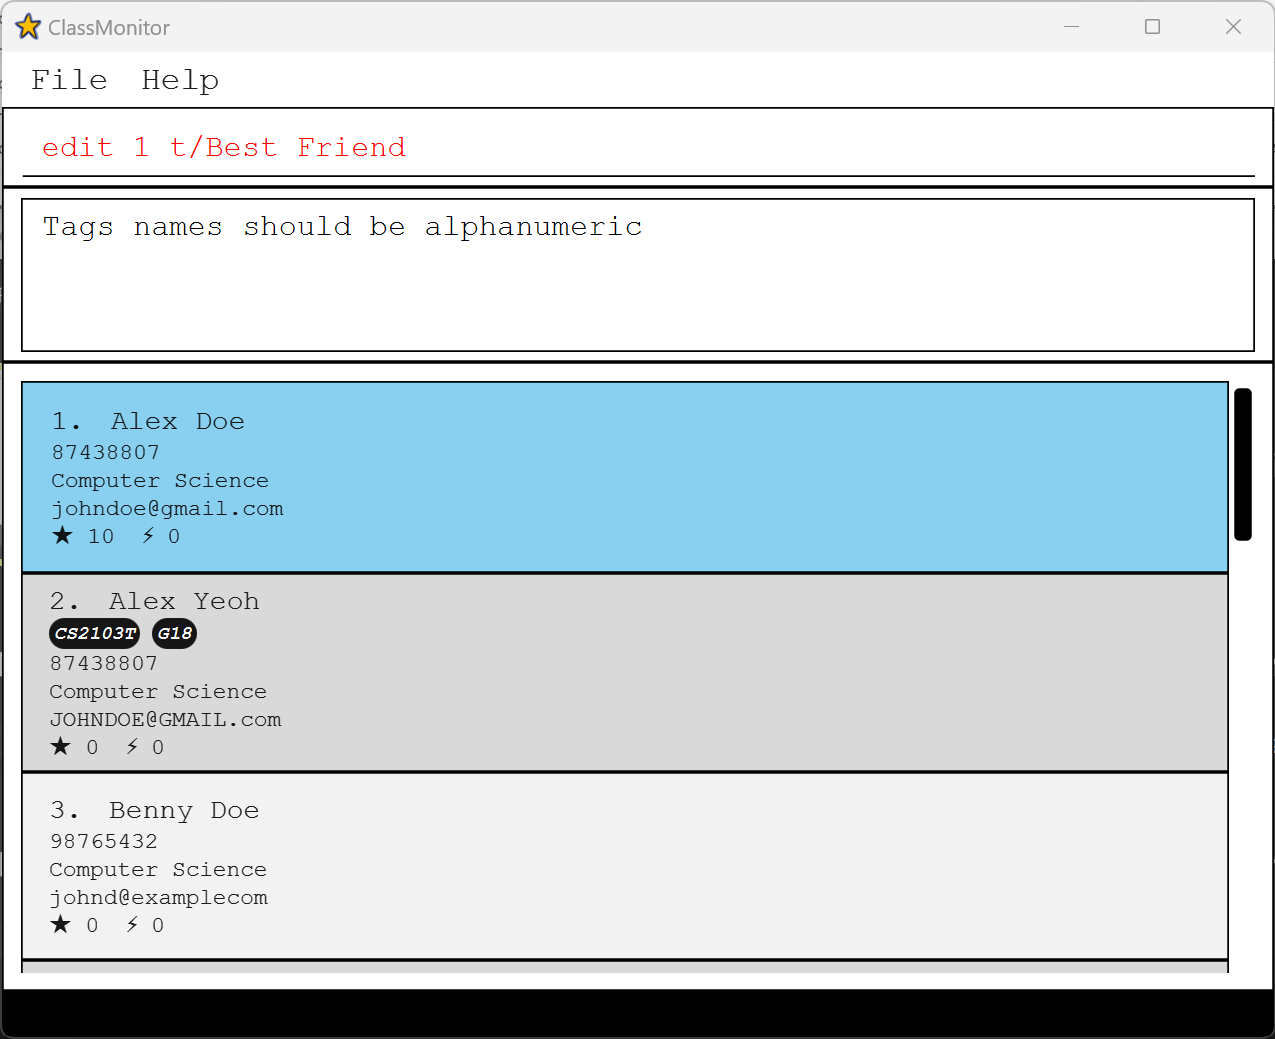 ClassMonitor
File Help
edit 1 t/Best Friend
Tags names should be alphanumeric
1. Alex Doe
87438807
Computer Science
johndoe@gmail.com
★ 10 ⚡ 0
2. Alex Yeoh
CS2103T G18
87438807
Computer Science
JOHNDOE@GMAIL.com
★ 0 ⚡ 0
3. Benny Doe
98765432
Computer Science
johnd@examplecom
★ 0 ⚡ 0